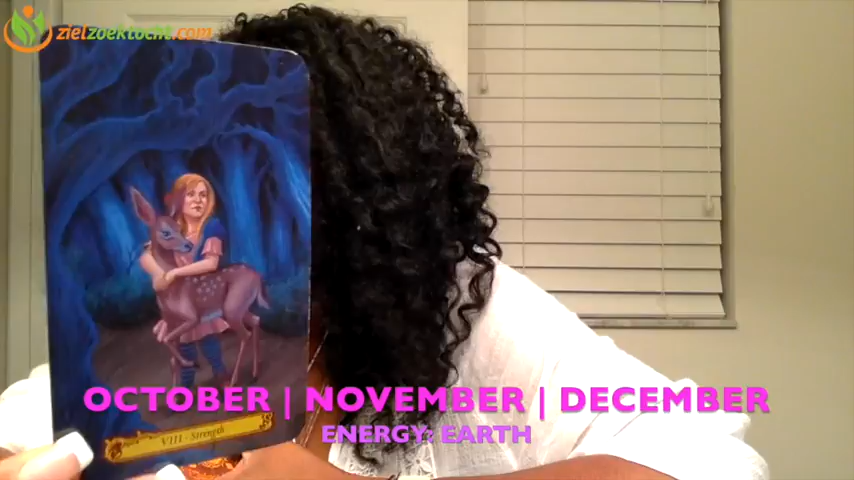 zielzoektocht.com
VIII - Strength
OCTOBER | NOVEMBER | DECEMBER
ENERGY: EARTH